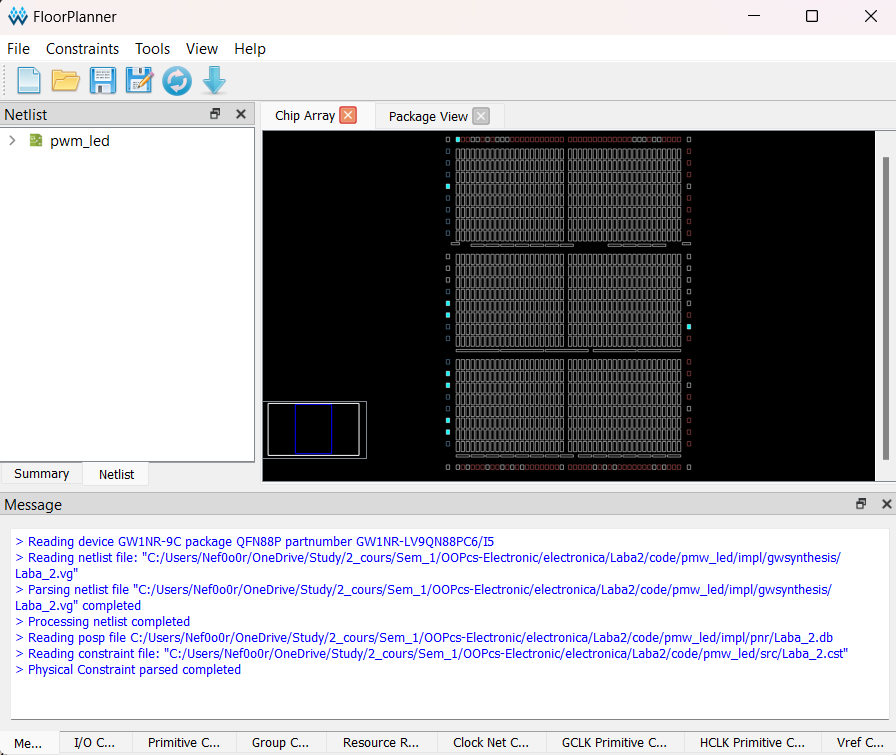 FloorPlanner
File Constraints Tools View Help
Netlist
Chip Array Package View
pwm_led
Summary Netlist
Message
> Reading device GW1NR-9C package QFN88P partnumber GW1NR-LV9QN88PC6/I5
> Reading netlist file: "C:/Users/Nef0o0r/OneDrive/Study/2_cours/Sem_1/OOPcs-Electronic/electronica/Laba2/code/pmw_led/impl/gwsynthesis/
Laba_2.vg"
> Parsing netlist file "C:/Users/Nef0o0r/OneDrive/Study/2_cours/Sem_1/OOPcs-Electronic/electronica/Laba2/code/pmw_led/impl/gwsynthesis/
Laba_2.vg" completed
> Processing netlist completed
> Reading posp file C:/Users/Nef0o0r/OneDrive/Study/2_cours/Sem_1/OOPcs-Electronic/electronica/Laba2/code/pmw_led/impl/pnr/Laba_2.db
> Reading constraint file: "C:/Users/Nef0o0r/OneDrive/Study/2_cours/Sem_1/OOPcs-Electronic/electronica/Laba2/code/pmw_led/src/Laba_2.cst"
> Physical Constraint parsed completed
Me... I/O C... Primitive C... Group C... Resource R... Clock Net C... GCLK Primitive C... HCLK Primitive C... Vref C...